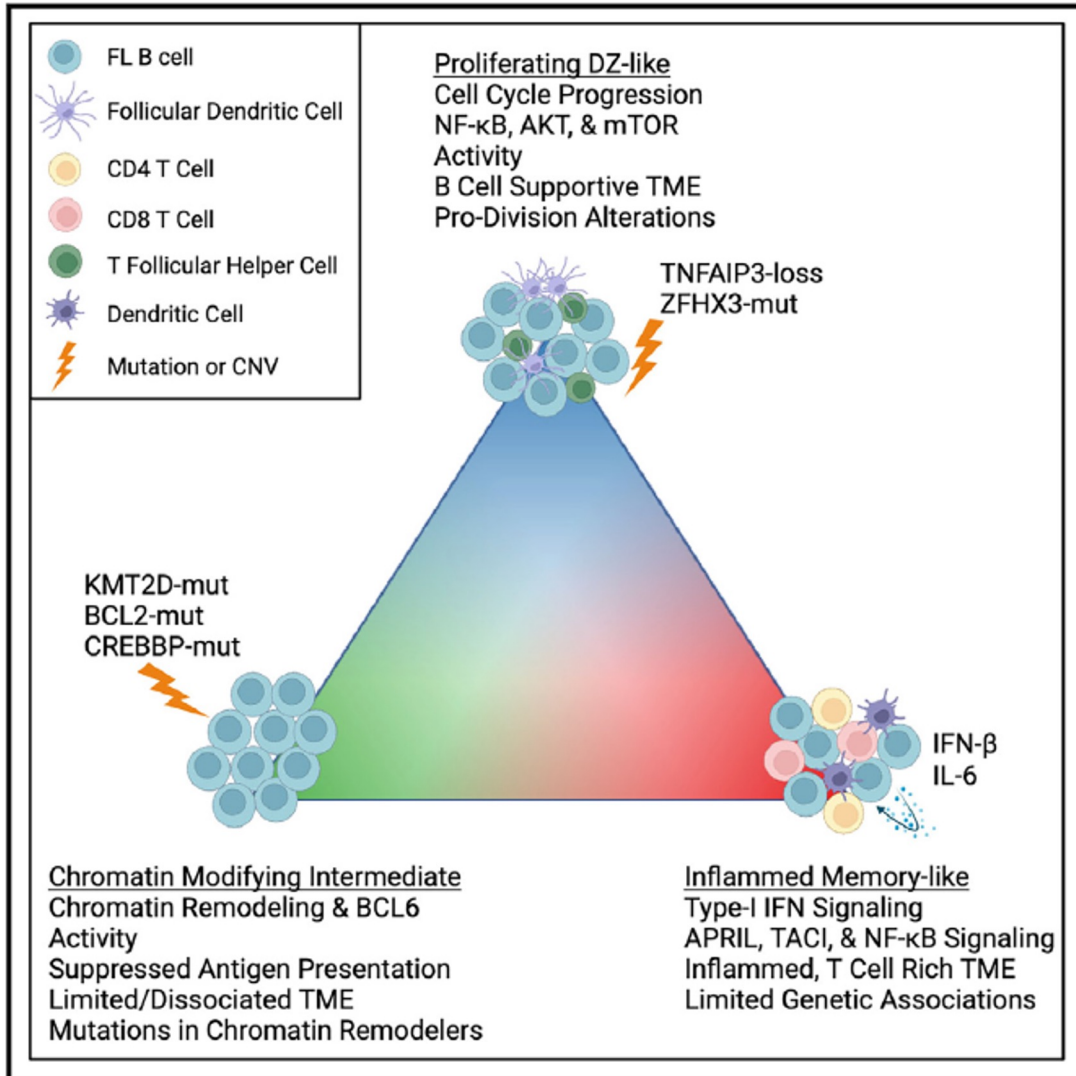 FL B cell
Follicular Dendritic Cell
CD4 T Cell
CD8 T Cell
T Follicular Helper Cell
Dendritic Cell
Mutation or CNV
Proliferating DZ-like
Cell Cycle Progression
NF-κB, AKT, & mTOR
Activity
B Cell Supportive TME
Pro-Division Alterations
TNFAIP3-loss
ZFHX3-mut
KMT2D-mut
BCL2-mut
CREBBP-mut
IFN-β
IL-6
Chromatin Modifying Intermediate
Chromatin Remodeling & BCL6
Activity
Suppressed Antigen Presentation
Limited/Dissociated TME
Mutations in Chromatin Remodelers
Inflammed Memory-like
Type-I IFN Signaling
APRIL, TACI, & NF-κB Signaling
Inflammed, T Cell Rich TME
Limited Genetic Associations